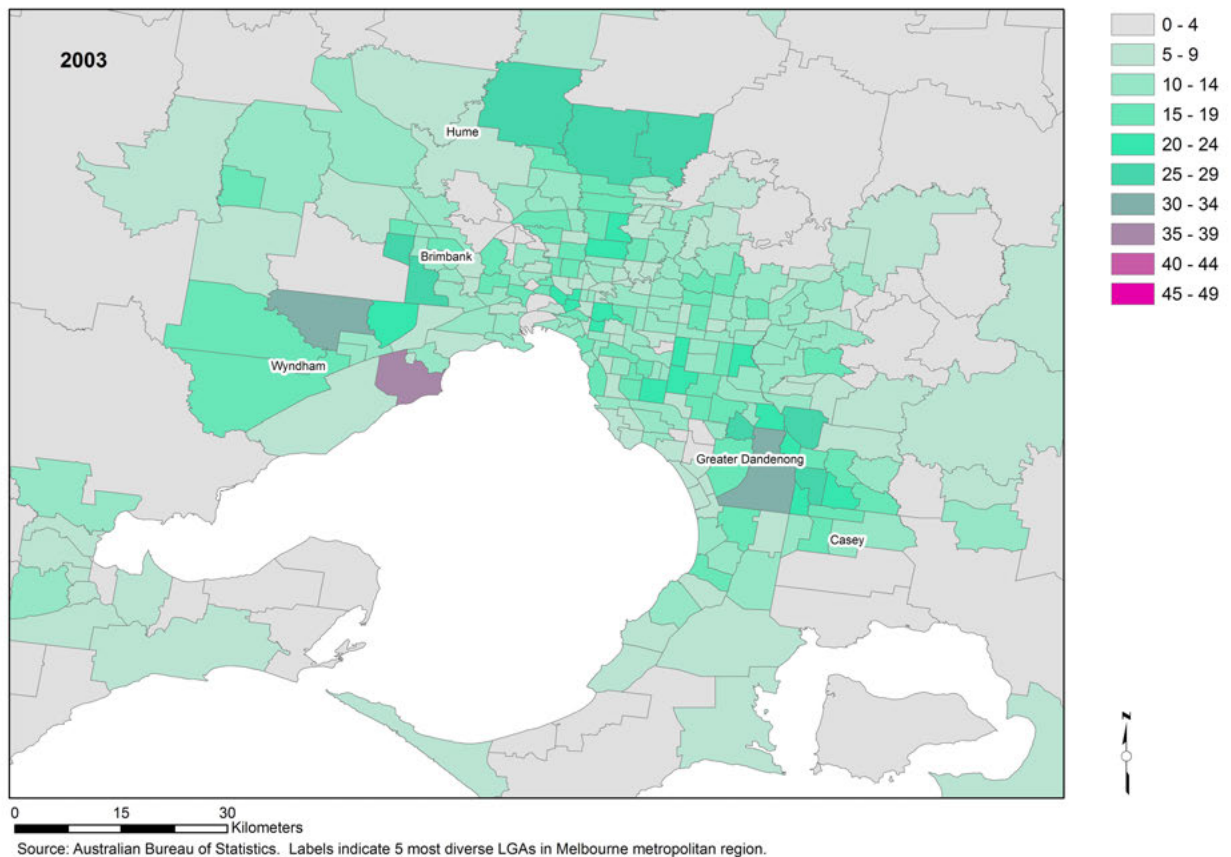 2003
0 - 4
5 - 9
10 - 14
15 - 19
20 - 24
25 - 29
30 - 34
35 - 39
40 - 44
45 - 49
Hume
Brimbank
Wyndham
Greater Dandenong
Casey
N
0 15 30
Kilometers
Source: Australian Bureau of Statistics. Labels indicate 5 most diverse LGAs in Melbourne metropolitan region.